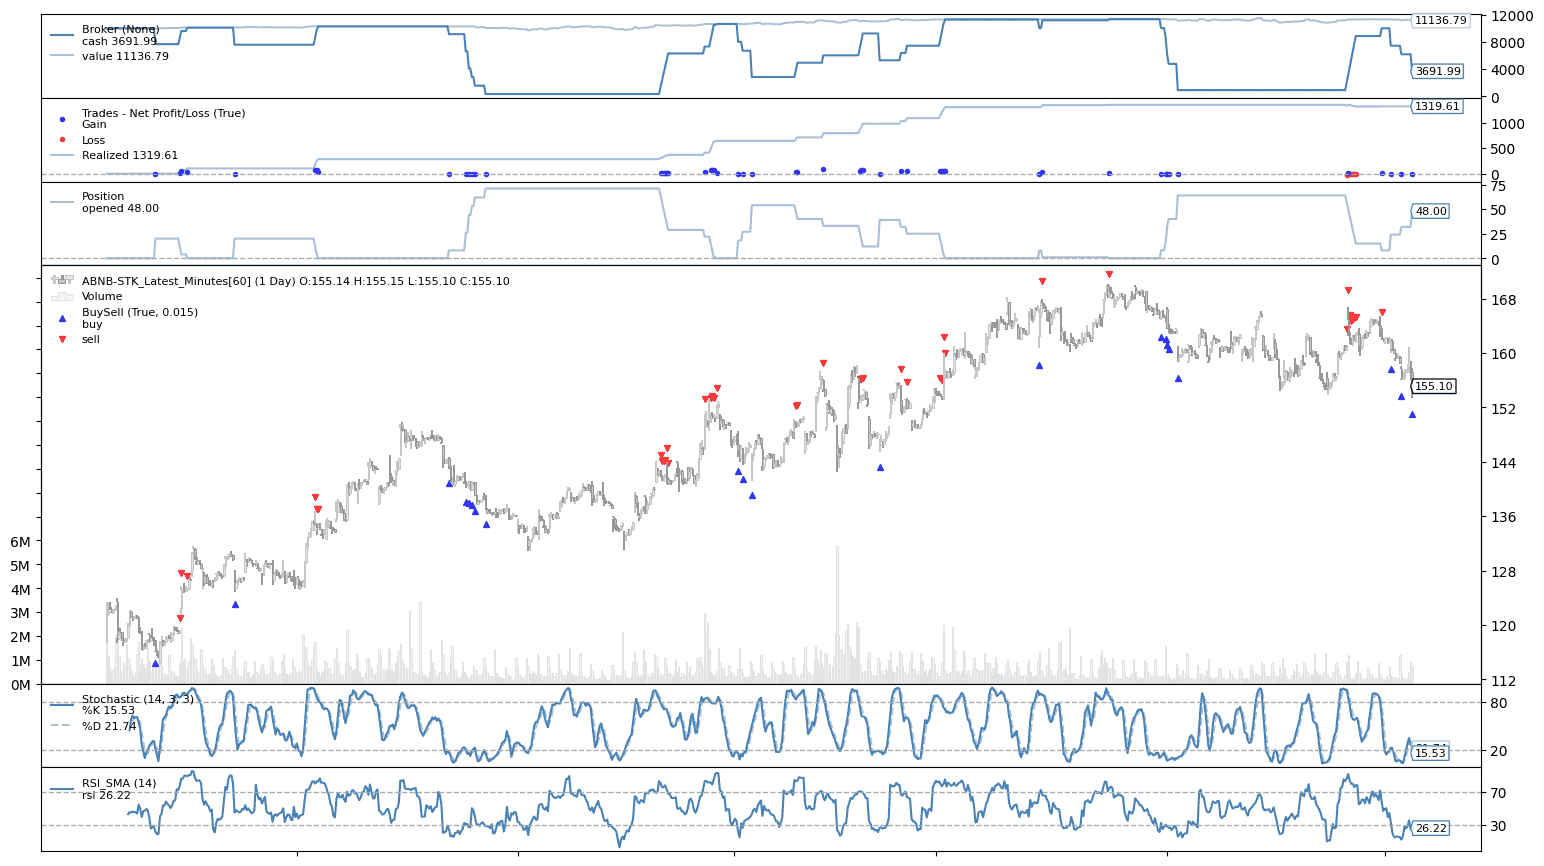 Broker (None)
cash 3691.99
value 11136.79
12000
11136.79
8000
4000
3691.99
0
Trades - Net Profit/Loss (True)
Gain
Loss
Realized 1319.61
1319.61
1000
500
0
Position
opened 48.00
75
50
48.00
25
0
ABNB-STK_Latest_Minutes[60] (1 Day) O:155.14 H:155.15 L:155.10 C:155.10
Volume
BuySell (True, 0.015)
buy
sell
168
160
155.10
152
144
136
128
120
112
6M
5M
4M
3M
2M
1M
0M
Stochastic (14, 3, 3)
%K 15.53
%D 21.74
80
20
15.53
RSI_SMA (14)
rsi 26.22
70
30
26.22